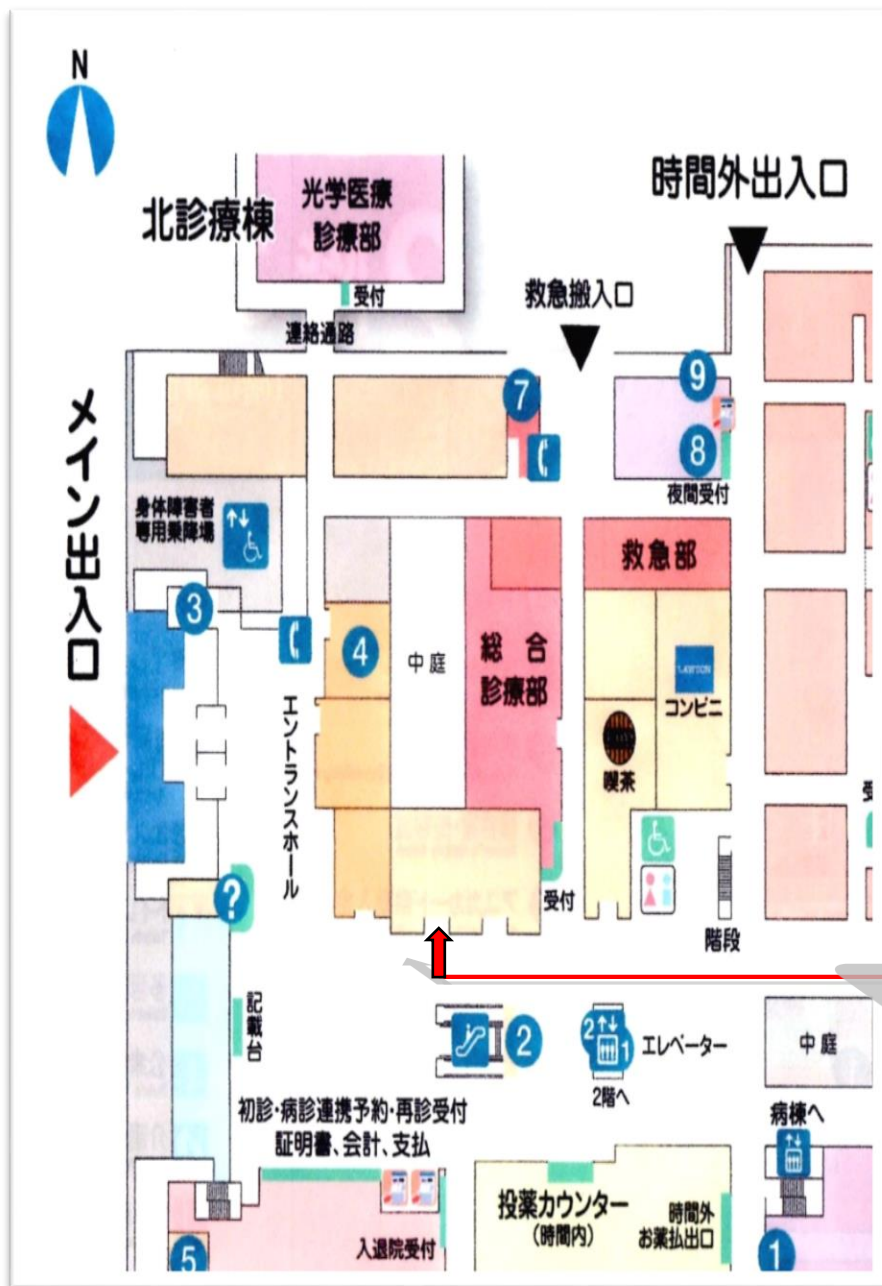 N
北診療棟
光学医療
診療部
受付
連絡通路
時間外出入口
救急搬入口
7
9
8
夜間受付
メイン出入口
身体障害者
専用乗降場
3
4
中庭
総合
診療部
救急部
LAWSON
コンビニ
喫茶
エントランスホール
?
受付
受
階段
記載台
2
2
1
エレベーター
2階へ
中庭
初診・病診連携予約・再診受付
証明書、会計、支払
病棟へ
投薬カウンター
(時間内)
時間外
お薬払出口
入退院受付
5
1